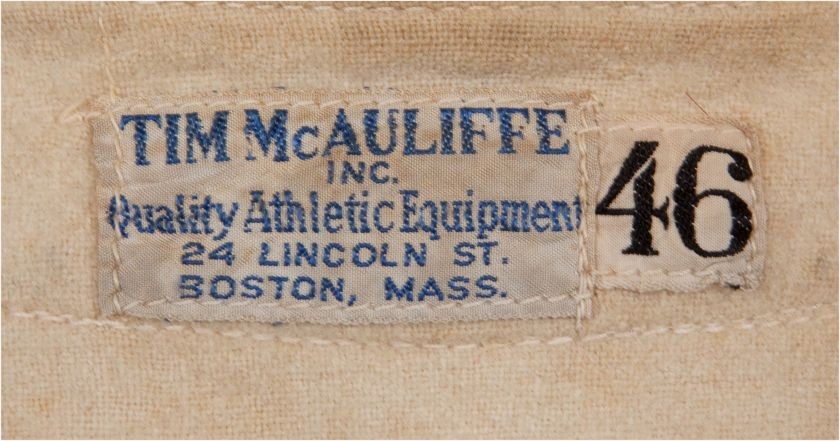 TIM McAULIFFE
INC.
Quality Athletic Equipment
24 LINCOLN ST.
BOSTON, MASS.
46